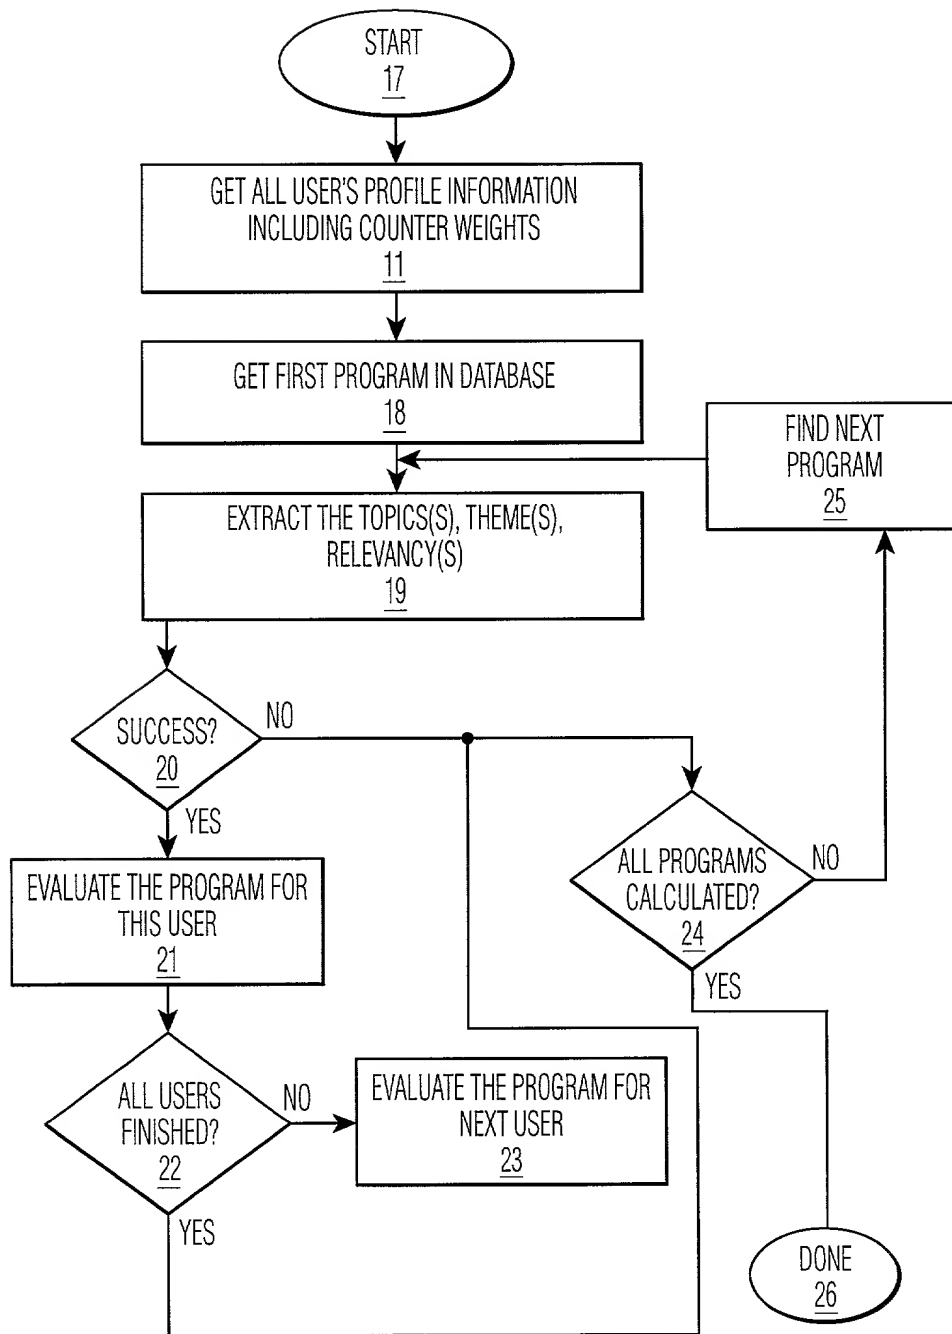 START
17
GET ALL USER'S PROFILE INFORMATION
INCLUDING COUNTER WEIGHTS
11
GET FIRST PROGRAM IN DATABASE
18
FIND NEXT
PROGRAM
25
EXTRACT THE TOPICS(S), THEME(S),
RELEVANCY(S)
19
SUCCESS?
20
NO
YES
ALL PROGRAMS
CALCULATED?
24
NO
YES
EVALUATE THE PROGRAM FOR
THIS USER
21
ALL USERS
FINISHED?
22
NO
YES
EVALUATE THE PROGRAM FOR
NEXT USER
23
DONE
26